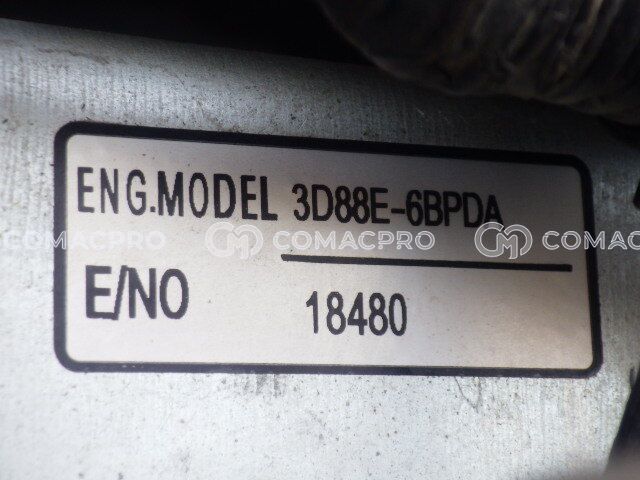 ENG.MODEL 3D88E-6BPDA
COMACPRO COMACPRO COMACPRO
E/NO 18480